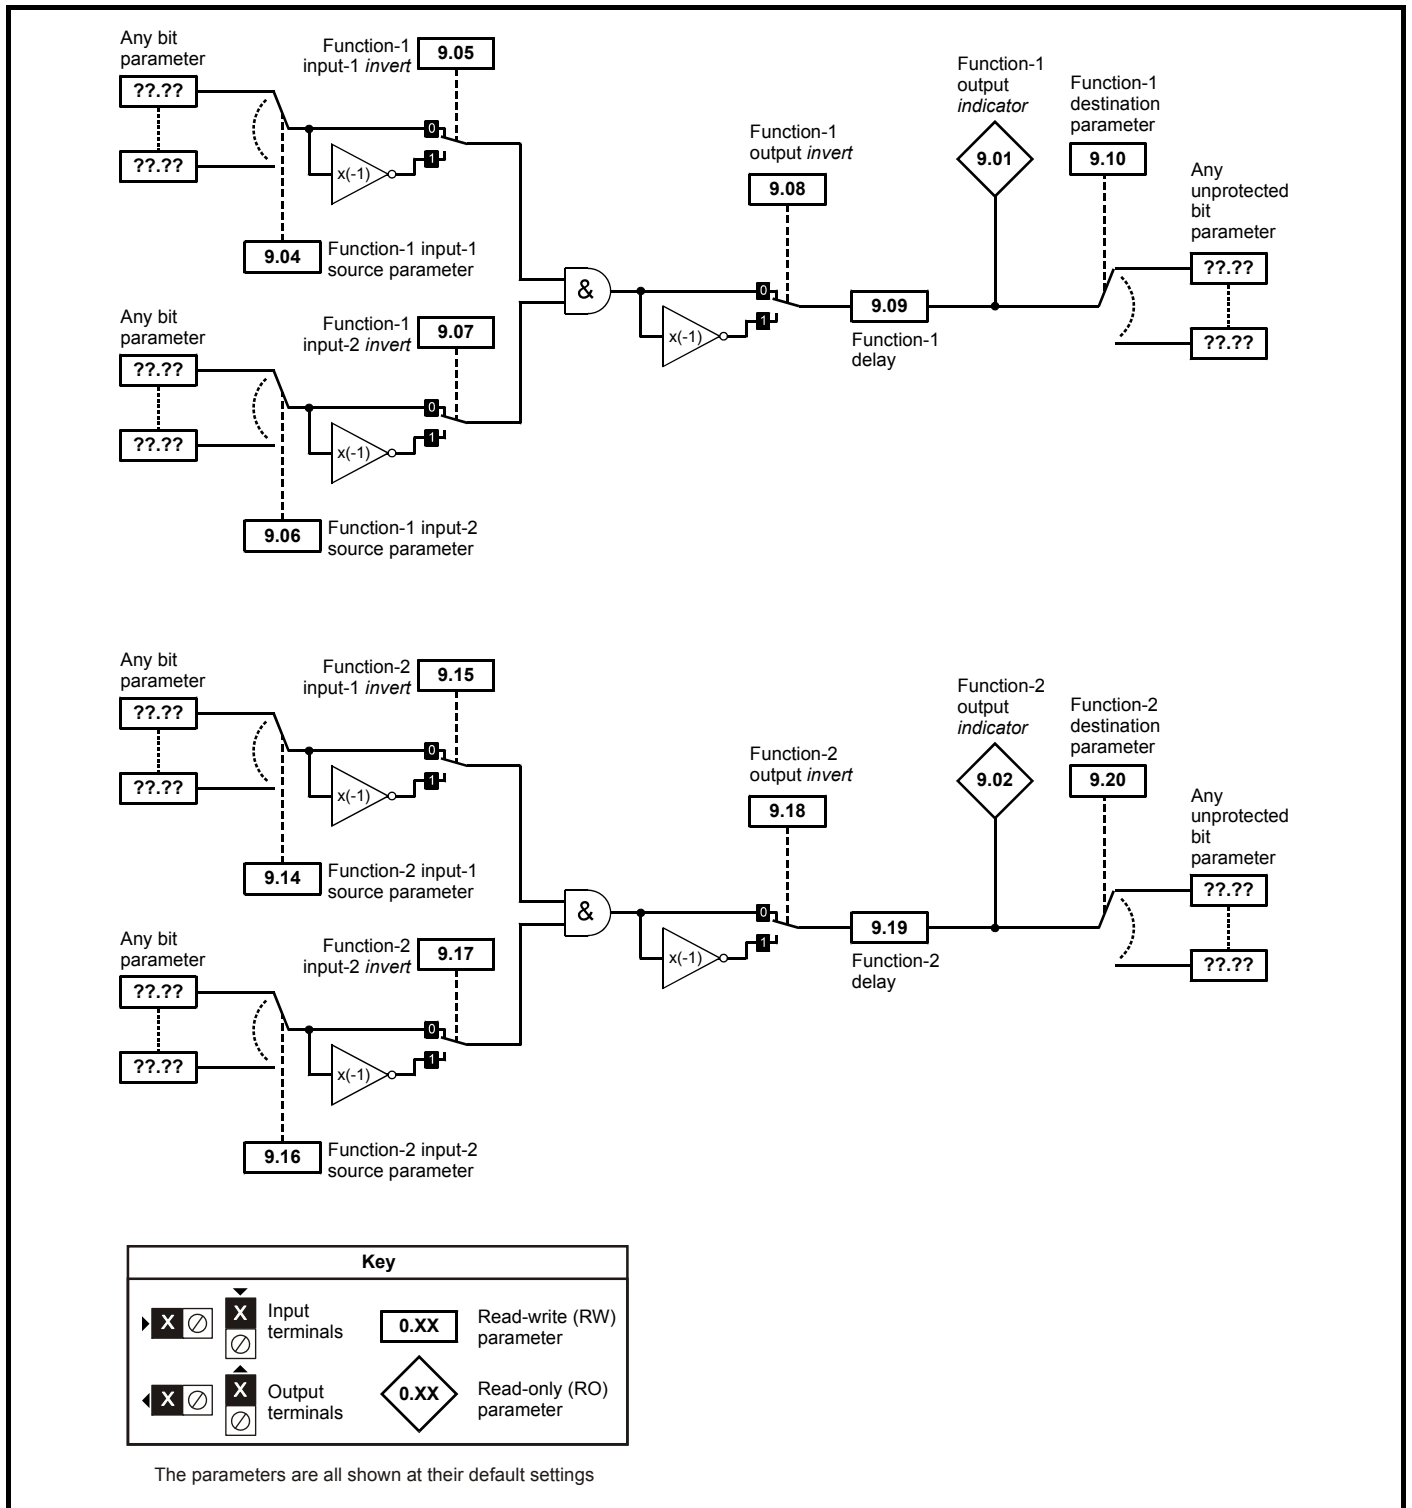 Any bit
parameter
??.??
??.??
Function-1
input-1 invert
9.05
0
1
x(-1)
9.04
Function-1 input-1
source parameter
Any bit
parameter
??.??
??.??
Function-1
input-2 invert
9.07
0
1
x(-1)
9.06
Function-1 input-2
source parameter
&
Function-1
output invert
9.08
0
1
x(-1)
9.09
Function-1
delay
Function-1
output
indicator
9.01
Function-1
destination
parameter
9.10
Any
unprotected
bit
parameter
??.??
??.??
Any bit
parameter
??.??
??.??
Function-2
input-1 invert
9.15
0
1
x(-1)
9.14
Function-2 input-1
source parameter
Any bit
parameter
??.??
??.??
Function-2
input-2 invert
9.17
0
1
x(-1)
9.16
Function-2 input-2
source parameter
&
Function-2
output invert
9.18
0
1
x(-1)
9.19
Function-2
delay
Function-2
output
indicator
9.02
Function-2
destination
parameter
9.20
Any
unprotected
bit
parameter
??.??
??.??
Key
X
X
Input
terminals
0.XX
Read-write (RW)
parameter
X
X
Output
terminals
0.XX
Read-only (RO)
parameter
The parameters are all shown at their default settings